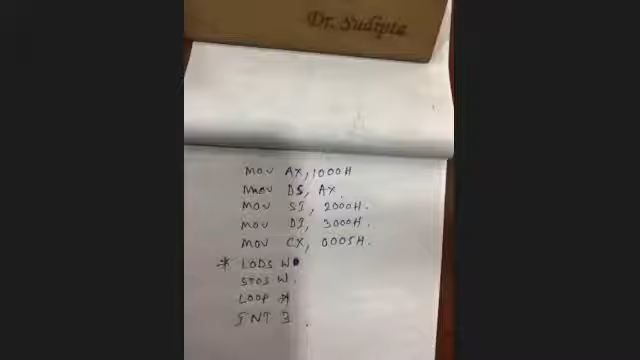 Dr. Sudipta
MOV AX, 1000H
MOV DS, AX.
MOV SI, 2000H.
MOV DI, 3000H.
MOV CX, 0005H.
* LODS W
STOS W.
LOOP *
INT 3.